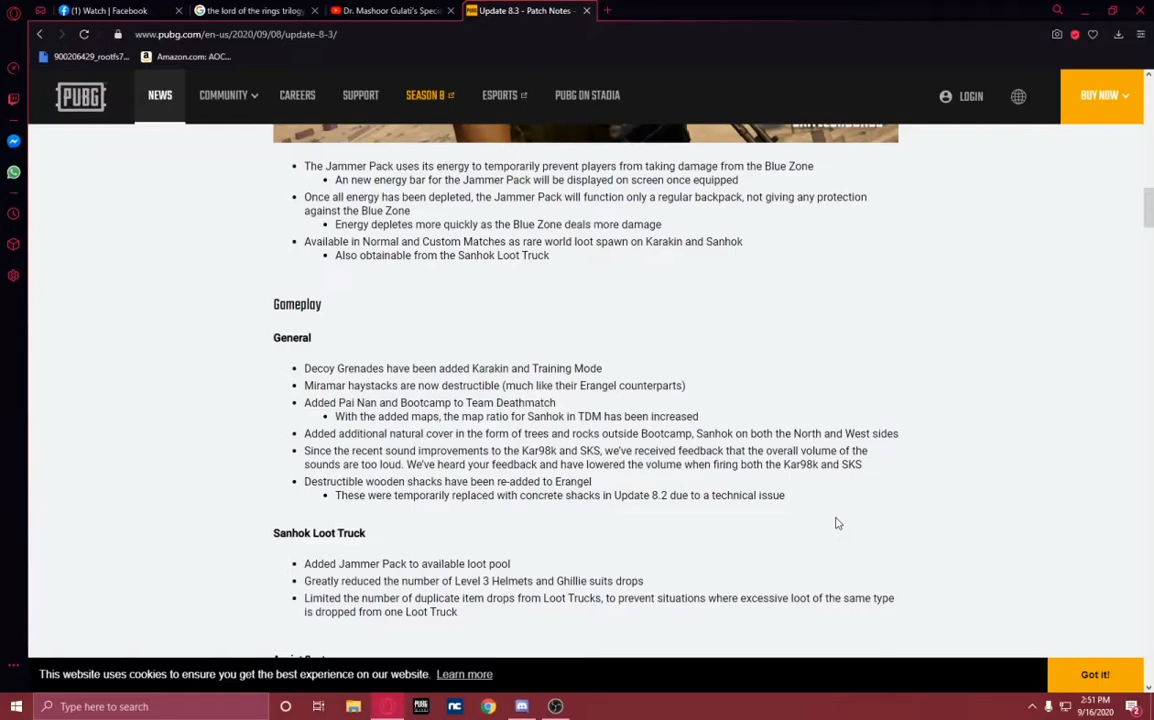 (1) Watch | Facebook
the lord of the rings trilogy
Dr. Mashoor Gulati's Speci
Update 8.3 - Patch Notes -
www.pubg.com/en-us/2020/09/08/update-8-3/
900206429_rootfs7...
Amazon.com: AOC...
PUBG
NEWS
COMMUNITY
CAREERS
SUPPORT
SEASON 8
ESPORTS
PUBG ON STADIA
LOGIN
BUY NOW
The Jammer Pack uses its energy to temporarily prevent players from taking damage from the Blue Zone
An new energy bar for the Jammer Pack will be displayed on screen once equipped
Once all energy has been depleted, the Jammer Pack will function only a regular backpack, not giving any protection
against the Blue Zone
Energy depletes more quickly as the Blue Zone deals more damage
Available in Normal and Custom Matches as rare world loot spawn on Karakin and Sanhok
Also obtainable from the Sanhok Loot Truck
Gameplay
General
Decoy Grenades have been added Karakin and Training Mode
Miramar haystacks are now destructible (much like their Erangel counterparts)
Added Pai Nan and Bootcamp to Team Deathmatch
With the added maps, the map ratio for Sanhok in TDM has been increased
Added additional natural cover in the form of trees and rocks outside Bootcamp, Sanhok on both the North and West sides
Since the recent sound improvements to the Kar98k and SKS, we've received feedback that the overall volume of the
sounds are too loud. We've heard your feedback and have lowered the volume when firing both the Kar98k and SKS
Destructible wooden shacks have been re-added to Erangel
These were temporarily replaced with concrete shacks in Update 8.2 due to a technical issue
Sanhok Loot Truck
Added Jammer Pack to available loot pool
Greatly reduced the number of Level 3 Helmets and Ghillie suits drops
Limited the number of duplicate item drops from Loot Trucks, to prevent situations where excessive loot of the same type
is dropped from one Loot Truck
This website uses cookies to ensure you get the best experience on our website. Learn more
Got it!
Type here to search
2:51 PM
9/16/2020